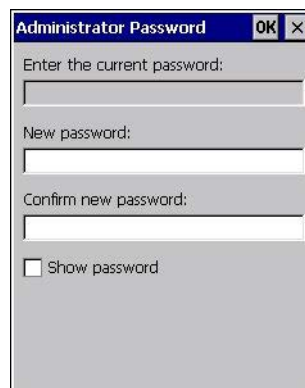 Administrator Password OK ×
Enter the current password:
New password:
Confirm new password:
Show password